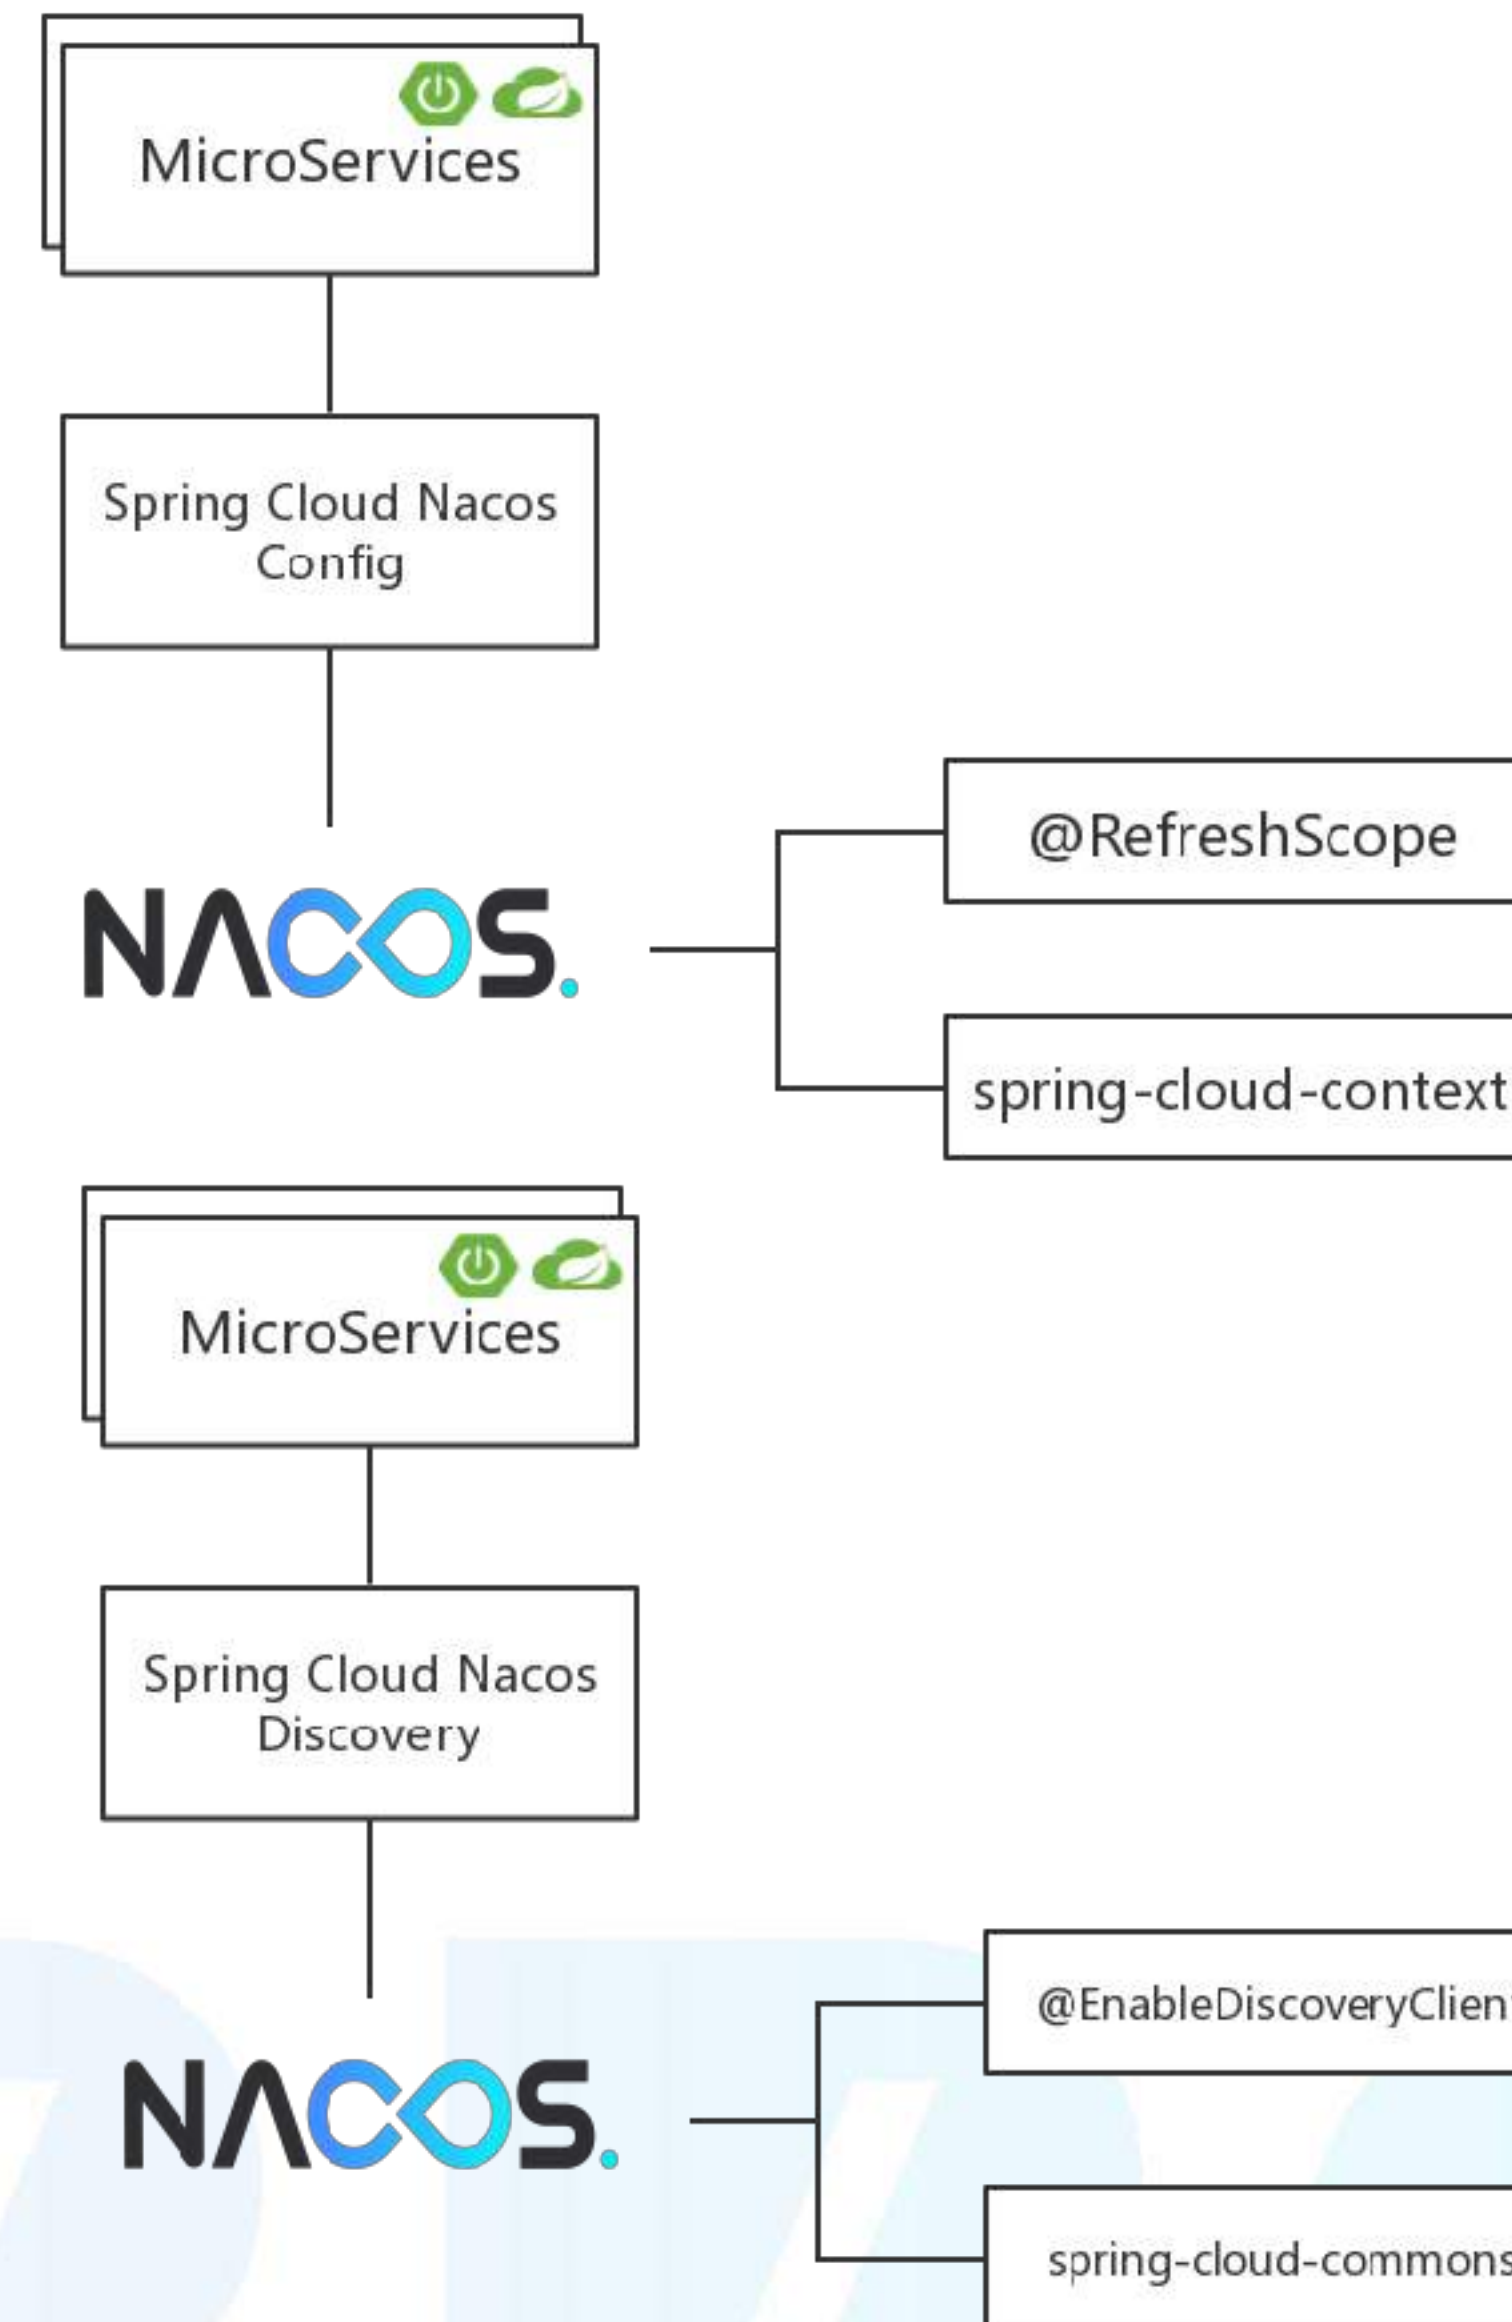 MicroServices
Spring Cloud Nacos
Config
NACOS.
@RefreshScope
spring-cloud-context
MicroServices
Spring Cloud Nacos
Discovery
NACOS.
@EnableDiscoveryClient
spring-cloud-commons